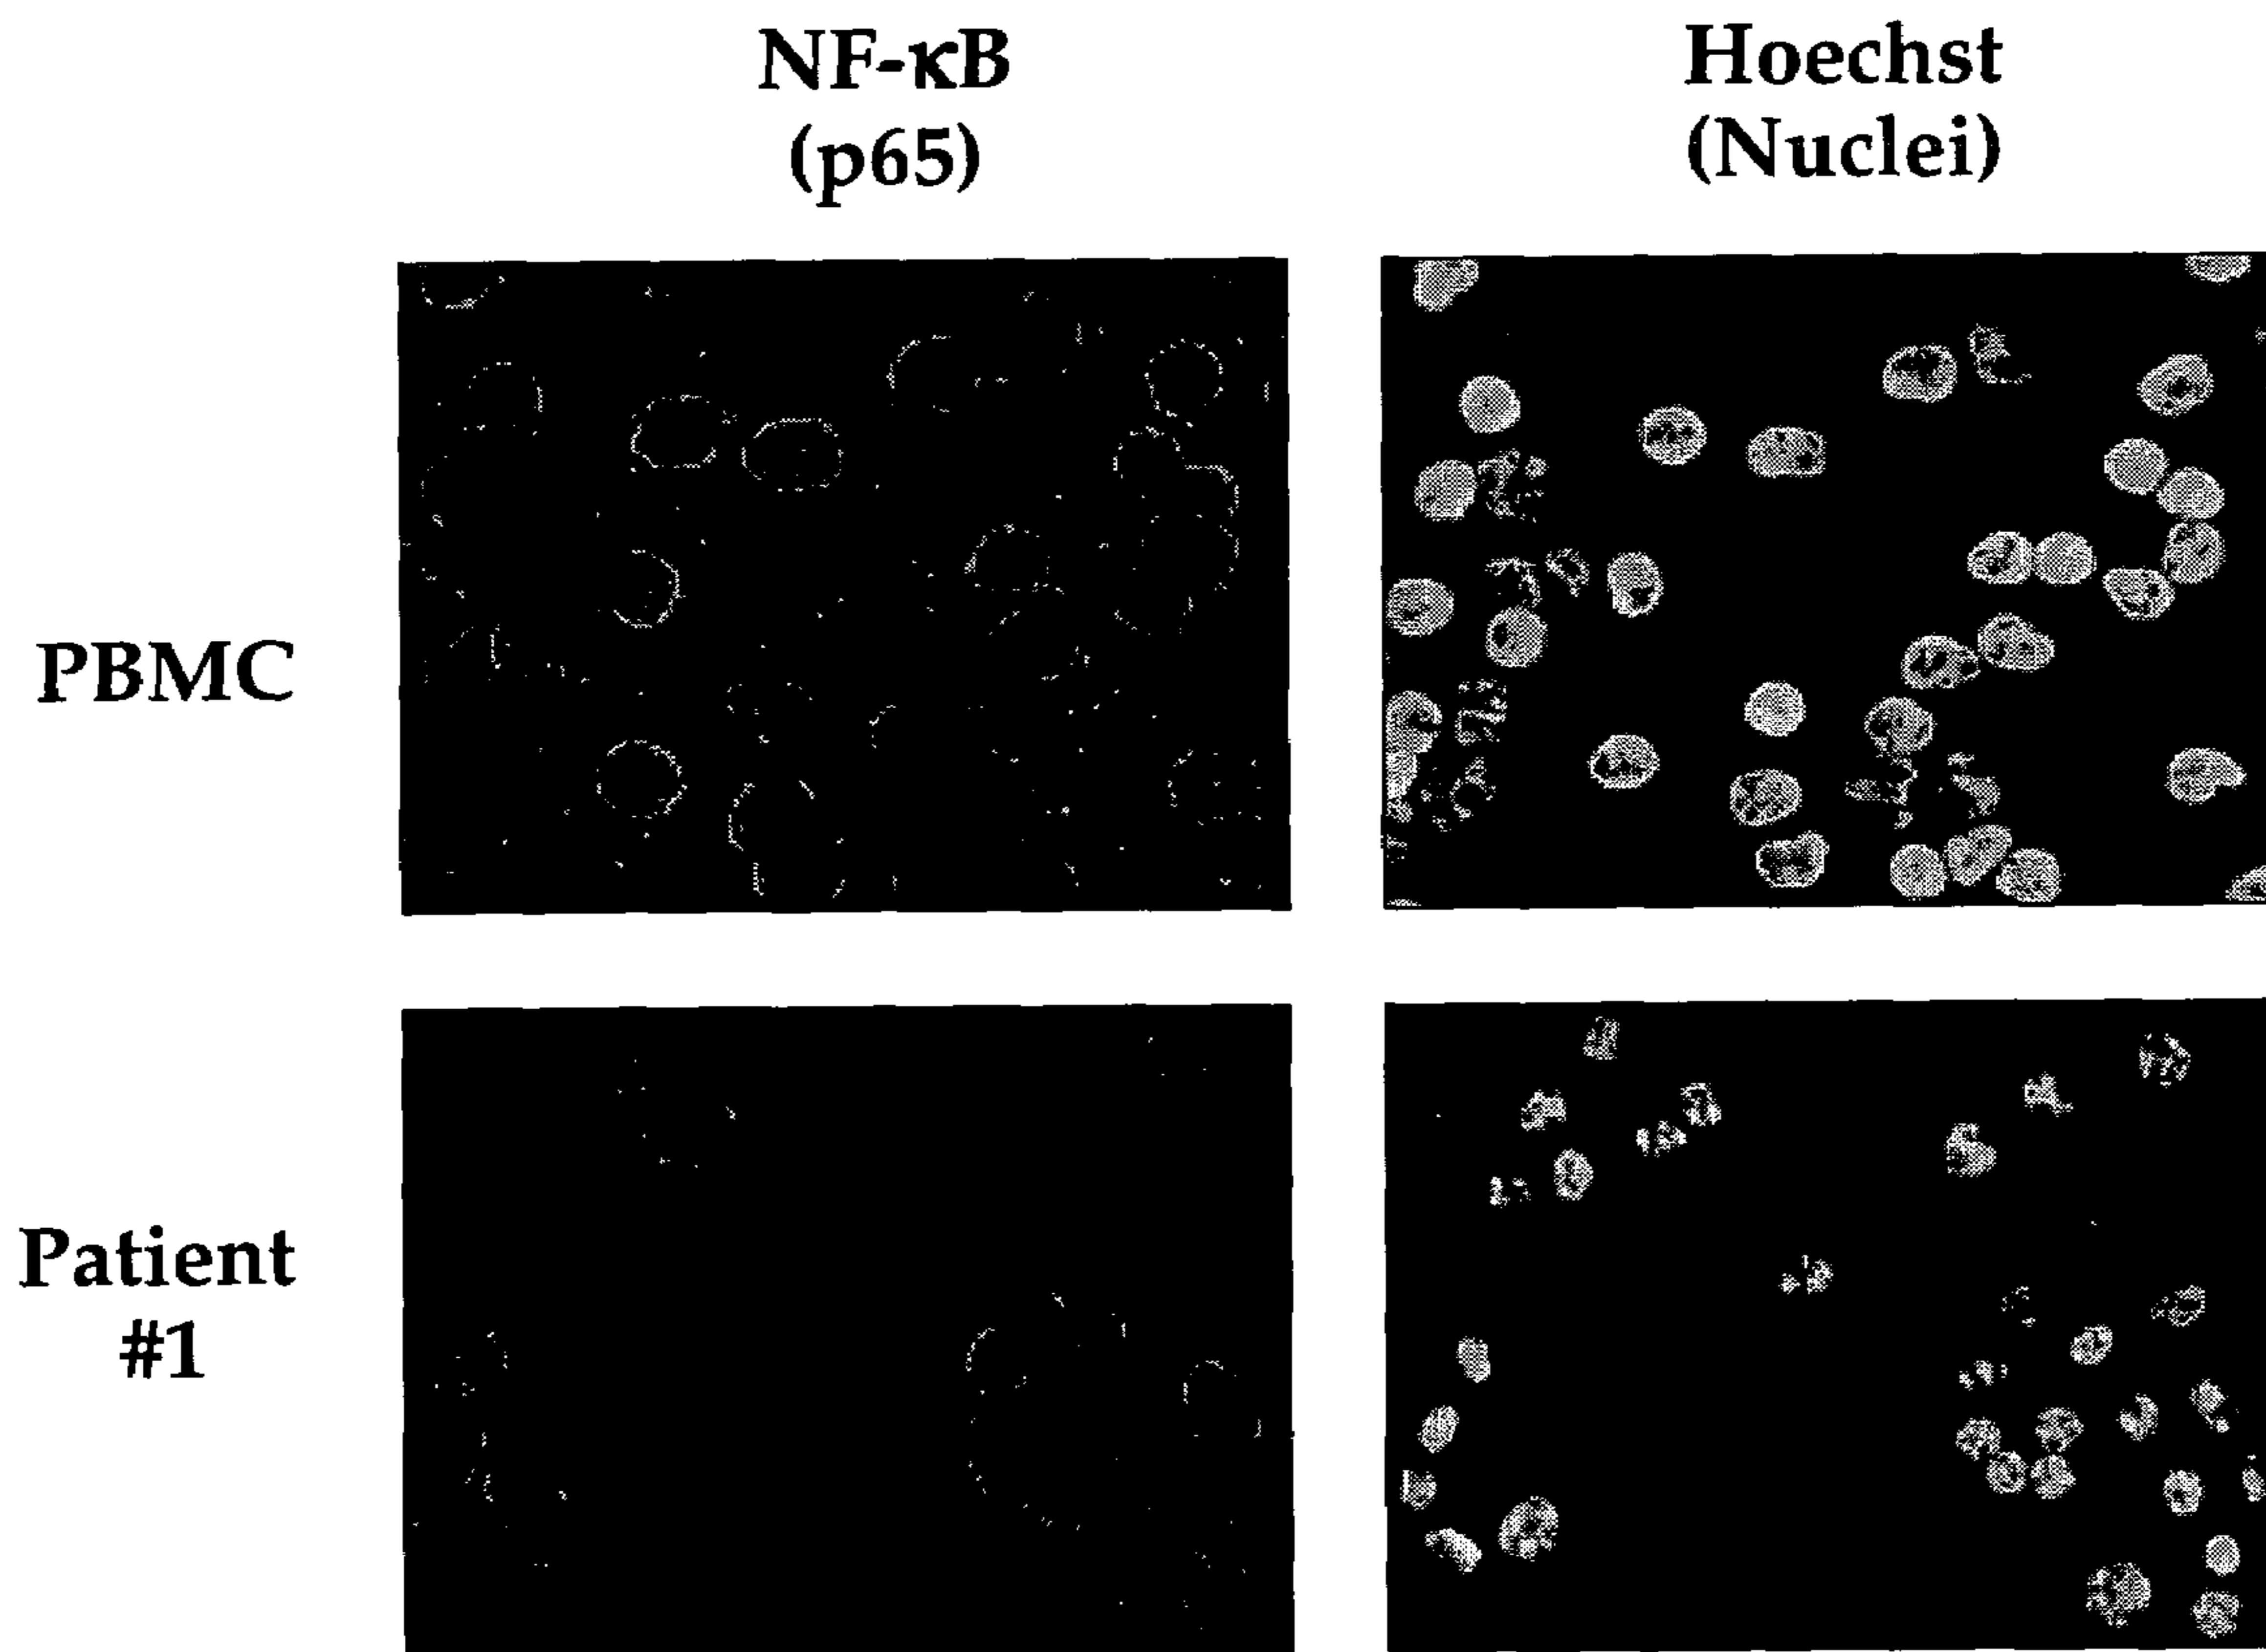 NF-κB
(p65)
Hoechst
(Nuclei)
PBMC
Patient
#1